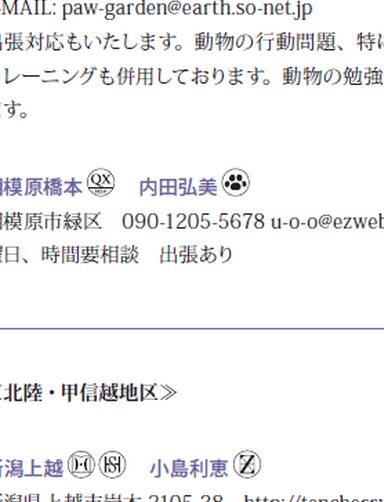 MAIL: paw-garden@earth.so-net.jp
張対応もいたします。動物の行動問題、特に
レーニングも併用しております。動物の勉強
す。
模原橋本 QX 内田弘美
模原市緑区 090-1205-5678 u-o-o@ezweb
日、時間要相談 出張あり
北陸・甲信越地区≫
潟上越 小島利恵 Z